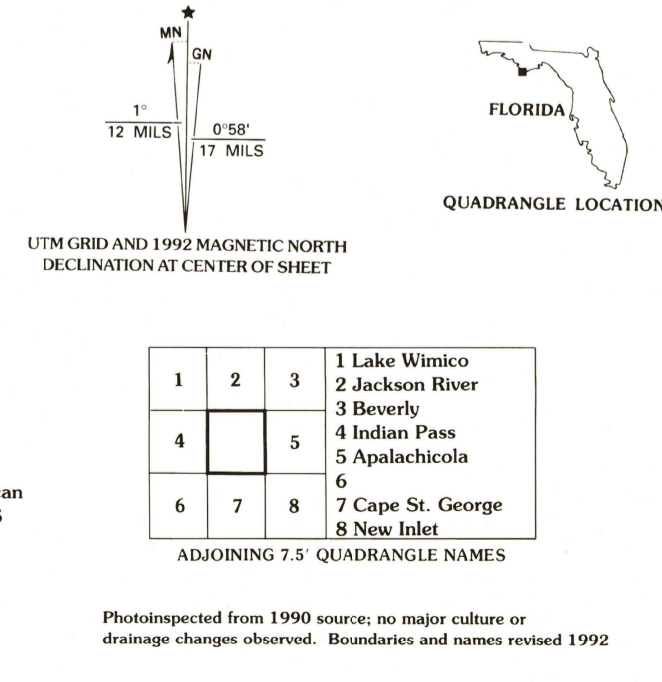 ★
MN
GN
1°
12 MILS
0°58'
17 MILS
UTM GRID AND 1992 MAGNETIC NORTH
DECLINATION AT CENTER OF SHEET
FLORIDA
QUADRANGLE LOCATION
1 2 3
4 5
6 7 8
1 Lake Wimico
2 Jackson River
3 Beverly
4 Indian Pass
5 Apalachicola
6
7 Cape St. George
8 New Inlet
ADJOINING 7.5' QUADRANGLE NAMES
Photoinspected from 1990 source; no major culture or
drainage changes observed. Boundaries and names revised 1992